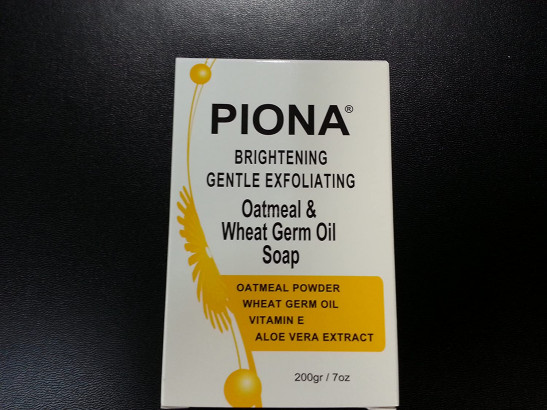 PIONA®
BRIGHTENING
GENTLE EXFOLIATING
Oatmeal &
Wheat Germ Oil
Soap
OATMEAL POWDER
WHEAT GERM OIL
VITAMIN E
ALOE VERA EXTRACT
200gr / 7oz